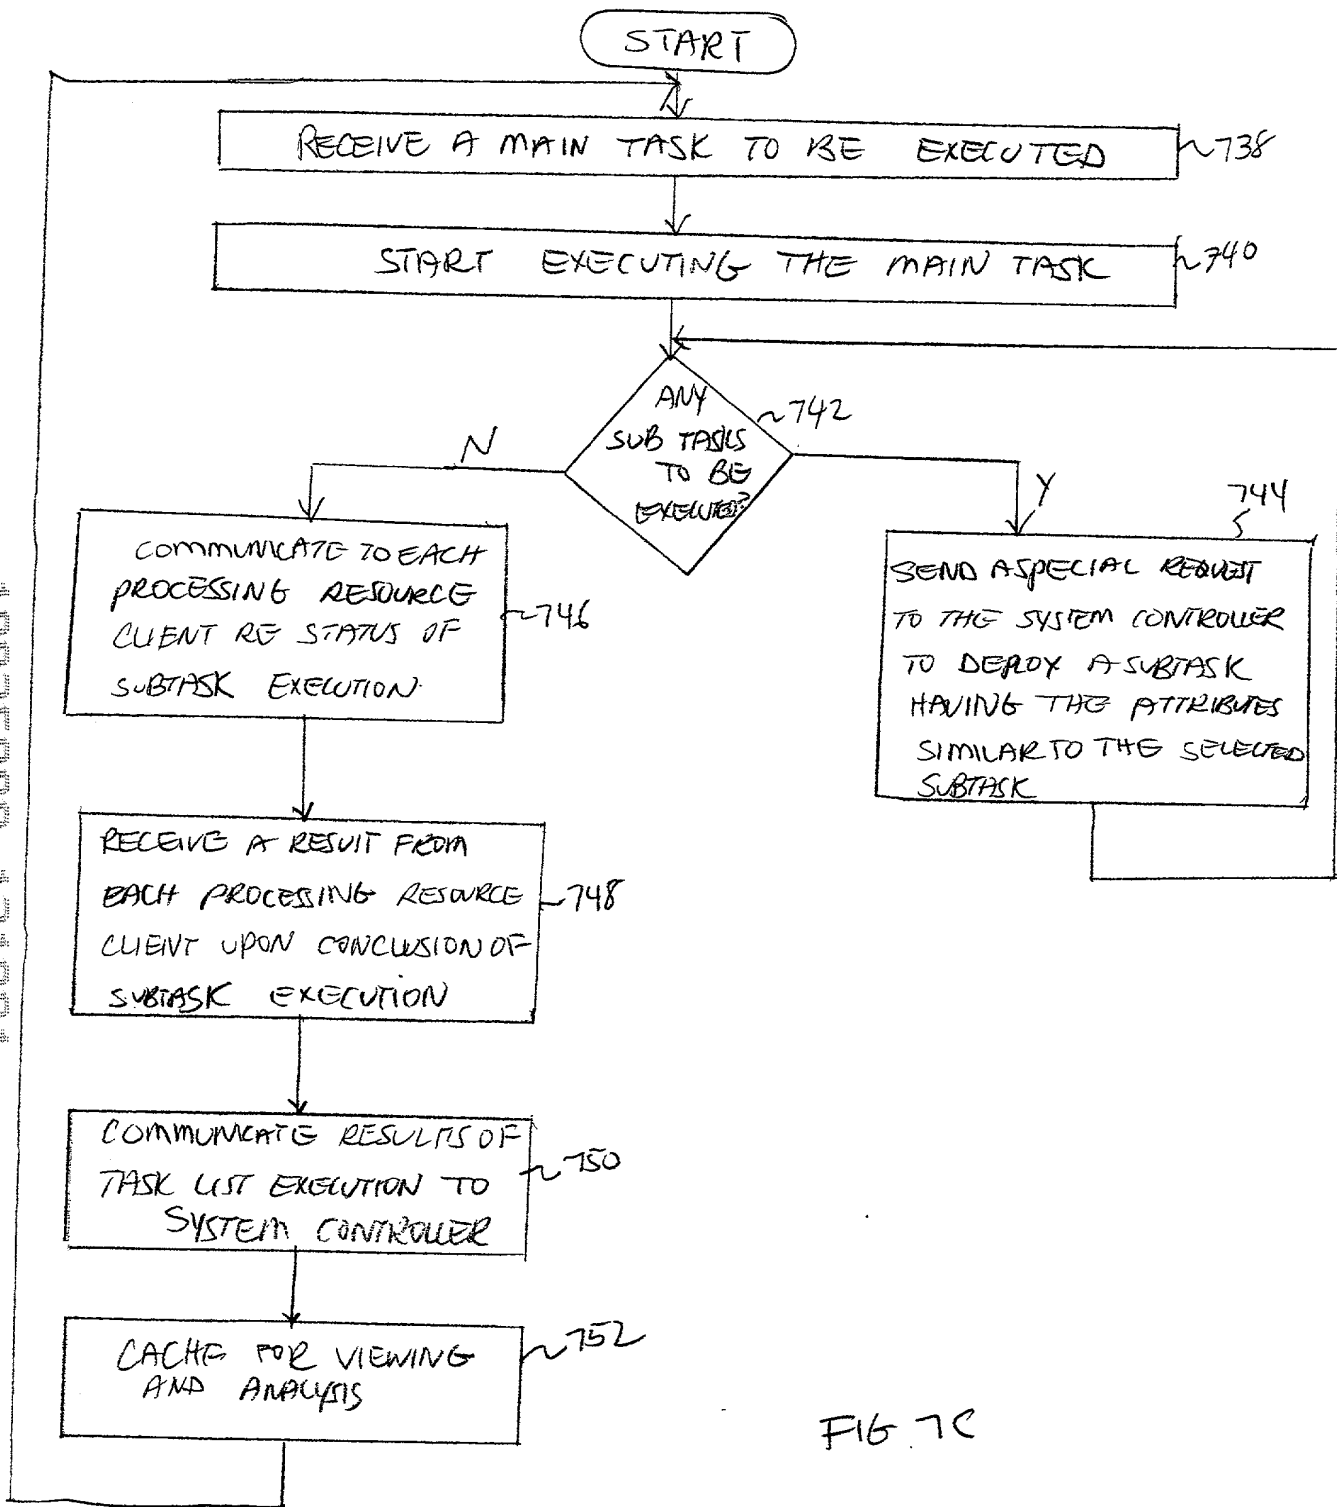 START
RECEIVE A MAIN TASK TO BE EXECUTED
738
START EXECUTING THE MAIN TASK
740
ANY
SUB TASKS
TO BE
EXECUTED?
742
N
Y
744
COMMUNICATE TO EACH
PROCESSING RESOURCE
CLIENT RE STATUS OF
SUBTASK EXECUTION.
746
SEND A SPECIAL REQUEST
TO THE SYSTEM CONTROLLER
TO DEPLOY A SUBTASK
HAVING THE ATTRIBUTES
SIMILAR TO THE SELECTED
SUBTASK
RECEIVE A RESULT FROM
EACH PROCESSING RESOURCE
CLIENT UPON CONCLUSION OF
SUBTASK EXECUTION
748
COMMUNICATE RESULTS OF
TASK LIST EXECUTION TO
SYSTEM CONTROLLER
750
CACHE FOR VIEWING
AND ANALYSIS
752
FIG. 7C